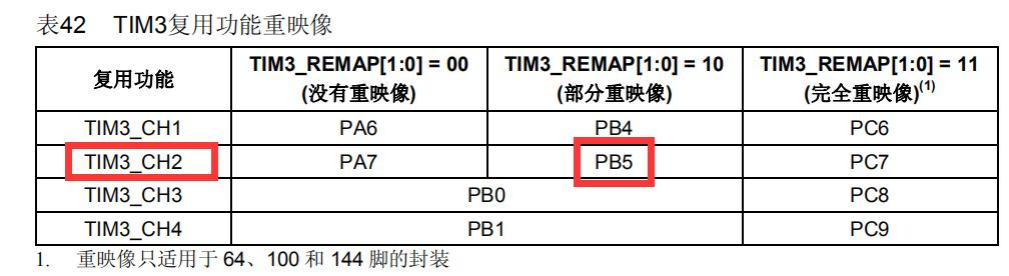 表42 TIM3复用功能重映像
复用功能 TIM3_REMAP[1:0] = 00 (没有重映像) TIM3_REMAP[1:0] = 10 (部分重映像) TIM3_REMAP[1:0] = 11 (完全重映像)(1)
TIM3_CH1 PA6 PB4 PC6
TIM3_CH2 PA7 PB5 PC7
TIM3_CH3 PB0 PC8
TIM3_CH4 PB1 PC9
1. 重映像只适用于 64、100 和 144 脚的封装